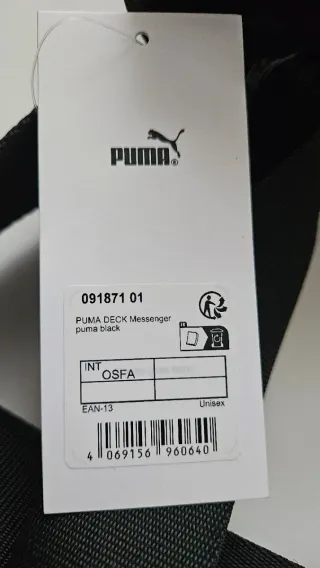 PUMA®
091871 01
PUMA DECK Messenger
puma black
INT
OSFA
EAN-13 Unisex
4 069156 960640